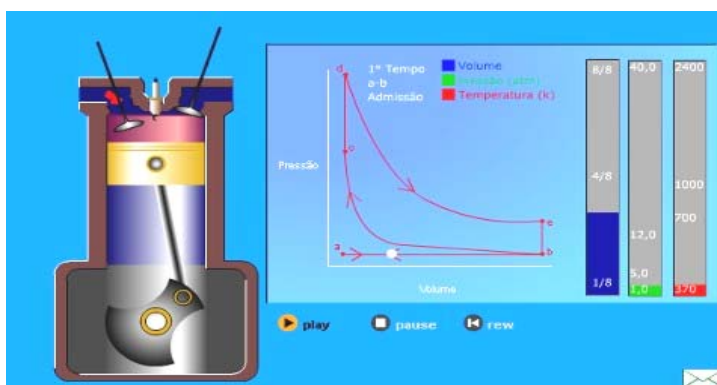 1° Tempo
a-b
Admissão
Volume
Pressão (atm)
Temperatura (k)
d
c
Pressão
e
a
b
Volume
8/8
4/8
1/8
40,0
12,0
5,0
1,0
2400
1000
700
370
play
pause
rew